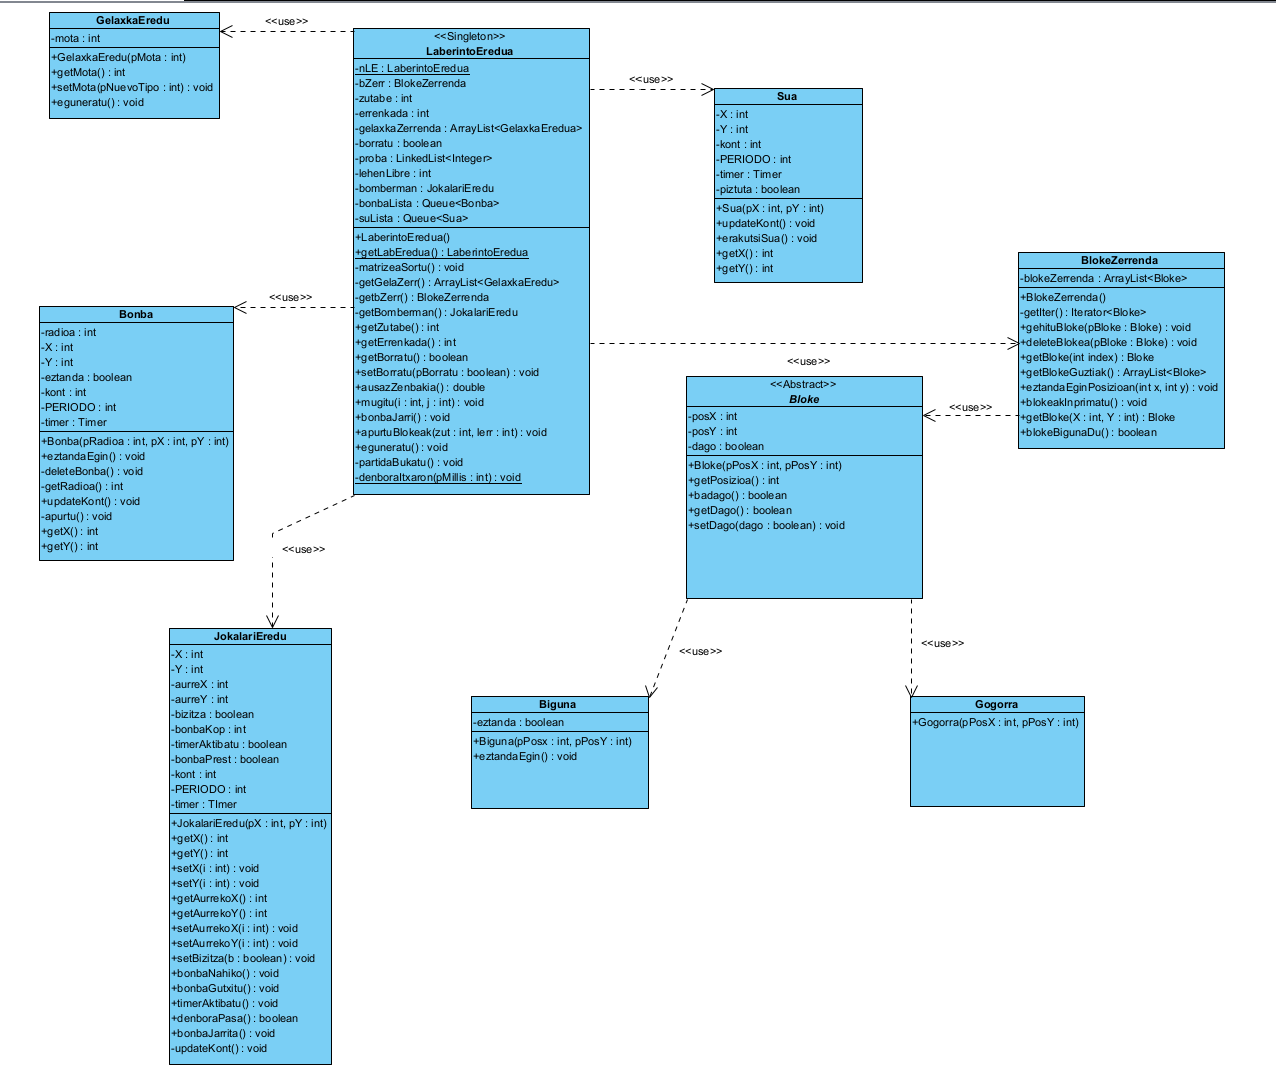 GelaxkaEredu
-mota : int
+GelaxkaEredu(pMota : int)
+getMota() : int
+setMota(pNuevoTipo : int) : void
+eguneratu() : void
<<use>>
<<Singleton>>
LaberintoEredua
-nLE : LaberintoEredua
-bZerr : BlokeZerrenda
-zutabe : int
-errenkada : int
-gelaxkaZerrenda : ArrayList<GelaxkaEredua>
-borratu : boolean
-proba : LinkedList<Integer>
-lehenLibre : int
-bomberman : JokalariEredu
-bonbaLista : Queue<Bonba>
-suLista : Queue<Sua>
+LaberintoEredua()
+getLabEredua() : LaberintoEredua
-matrizeaSortu() : void
-getGelaZerr() : ArrayList<GelaxkaEredu>
-getbZerr() : BlokeZerrenda
-getBomberman() : JokalariEredu
+getZutabe() : int
+getErrenkada() : int
+getBorratu() : boolean
+setBorratu(pBorratu : boolean) : void
+ausazZenbakia() : double
+mugitu(i : int, j : int) : void
+bonbaJarri() : void
+apurtuBlokeak(zut : int, lerr : int) : void
+eguneratu() : void
-partidaBukatu() : void
-denboraItxaron(pMillis : int) : void
<<use>>
Sua
-X : int
-Y : int
-kont : int
-PERIODO : int
-timer : Timer
-piztuta : boolean
+Sua(pX : int, pY : int)
+updateKont() : void
+erakutsiSua() : void
+getX() : int
+getY() : int
<<use>>
BlokeZerrenda
-blokeZerrenda : ArrayList<Bloke>
+BlokeZerrenda()
-getIter() : Iterator<Bloke>
+gehituBloke(pBloke : Bloke) : void
+deleteBlokea(pBloke : Bloke) : void
+getBloke(int index) : Bloke
+getBlokeGuztiak() : ArrayList<Bloke>
+eztandaEginPosizioan(int x, int y) : void
+blokeakInprimatu() : void
+getBloke(X : int, Y : int) : Bloke
+blokeBigunaDu() : boolean
<<use>>
Bonba
-radioa : int
-X : int
-Y : int
-eztanda : boolean
-kont : int
-PERIODO : int
-timer : Timer
+Bonba(pRadioa : int, pX : int, pY : int)
+eztandaEgin() : void
-deleteBonba() : void
-getRadioa() : int
+updateKont() : void
-apurtu() : void
+getX() : int
+getY() : int
<<use>>
<<Abstract>>
Bloke
-posX : int
-posY : int
-dago : boolean
+Bloke(pPosX : int, pPosY : int)
+getPosizioa() : int
+badago() : boolean
+getDago() : boolean
+setDago(dago : boolean) : void
<<use>>
<<use>>
JokalariEredu
-X : int
-Y : int
-aurreX : int
-aurreY : int
-bizitza : boolean
-bonbaKop : int
-timerAktibatu : boolean
-bonbaPrest : boolean
-kont : int
-PERIODO : int
-timer : TImer
+JokalariEredu(pX : int, pY : int)
+getX() : int
+getY() : int
+setX(i : int) : void
+setY(i : int) : void
+getAurrekoX() : int
+getAurrekoY() : int
+setAurrekoX(i : int) : void
+setAurrekoY(i : int) : void
+setBizitza(b : boolean) : void
+bonbaNahiko() : void
+bonbaGutxitu() : void
+timerAktibatu() : void
+denboraPasa() : boolean
+bonbaJarrita() : void
-updateKont() : void
<<use>>
Biguna
-eztanda : boolean
+Biguna(pPosx : int, pPosY : int)
+eztandaEgin() : void
Gogorra
+Gogorra(pPosX : int, pPosY : int)